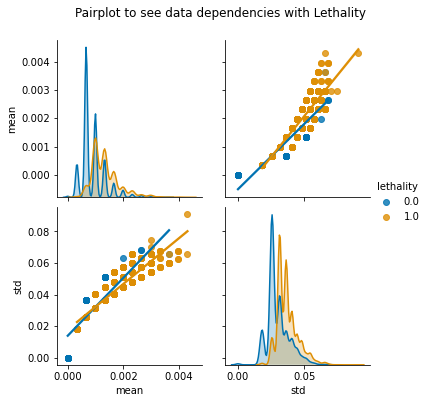 Pairplot to see data dependencies with Lethality
0.004
0.003
0.002
0.001
0.000
mean
lethality
0.0
1.0
0.08
0.06
0.04
0.02
0.00
std
0.000 0.002 0.004
mean
0.00 0.05
std